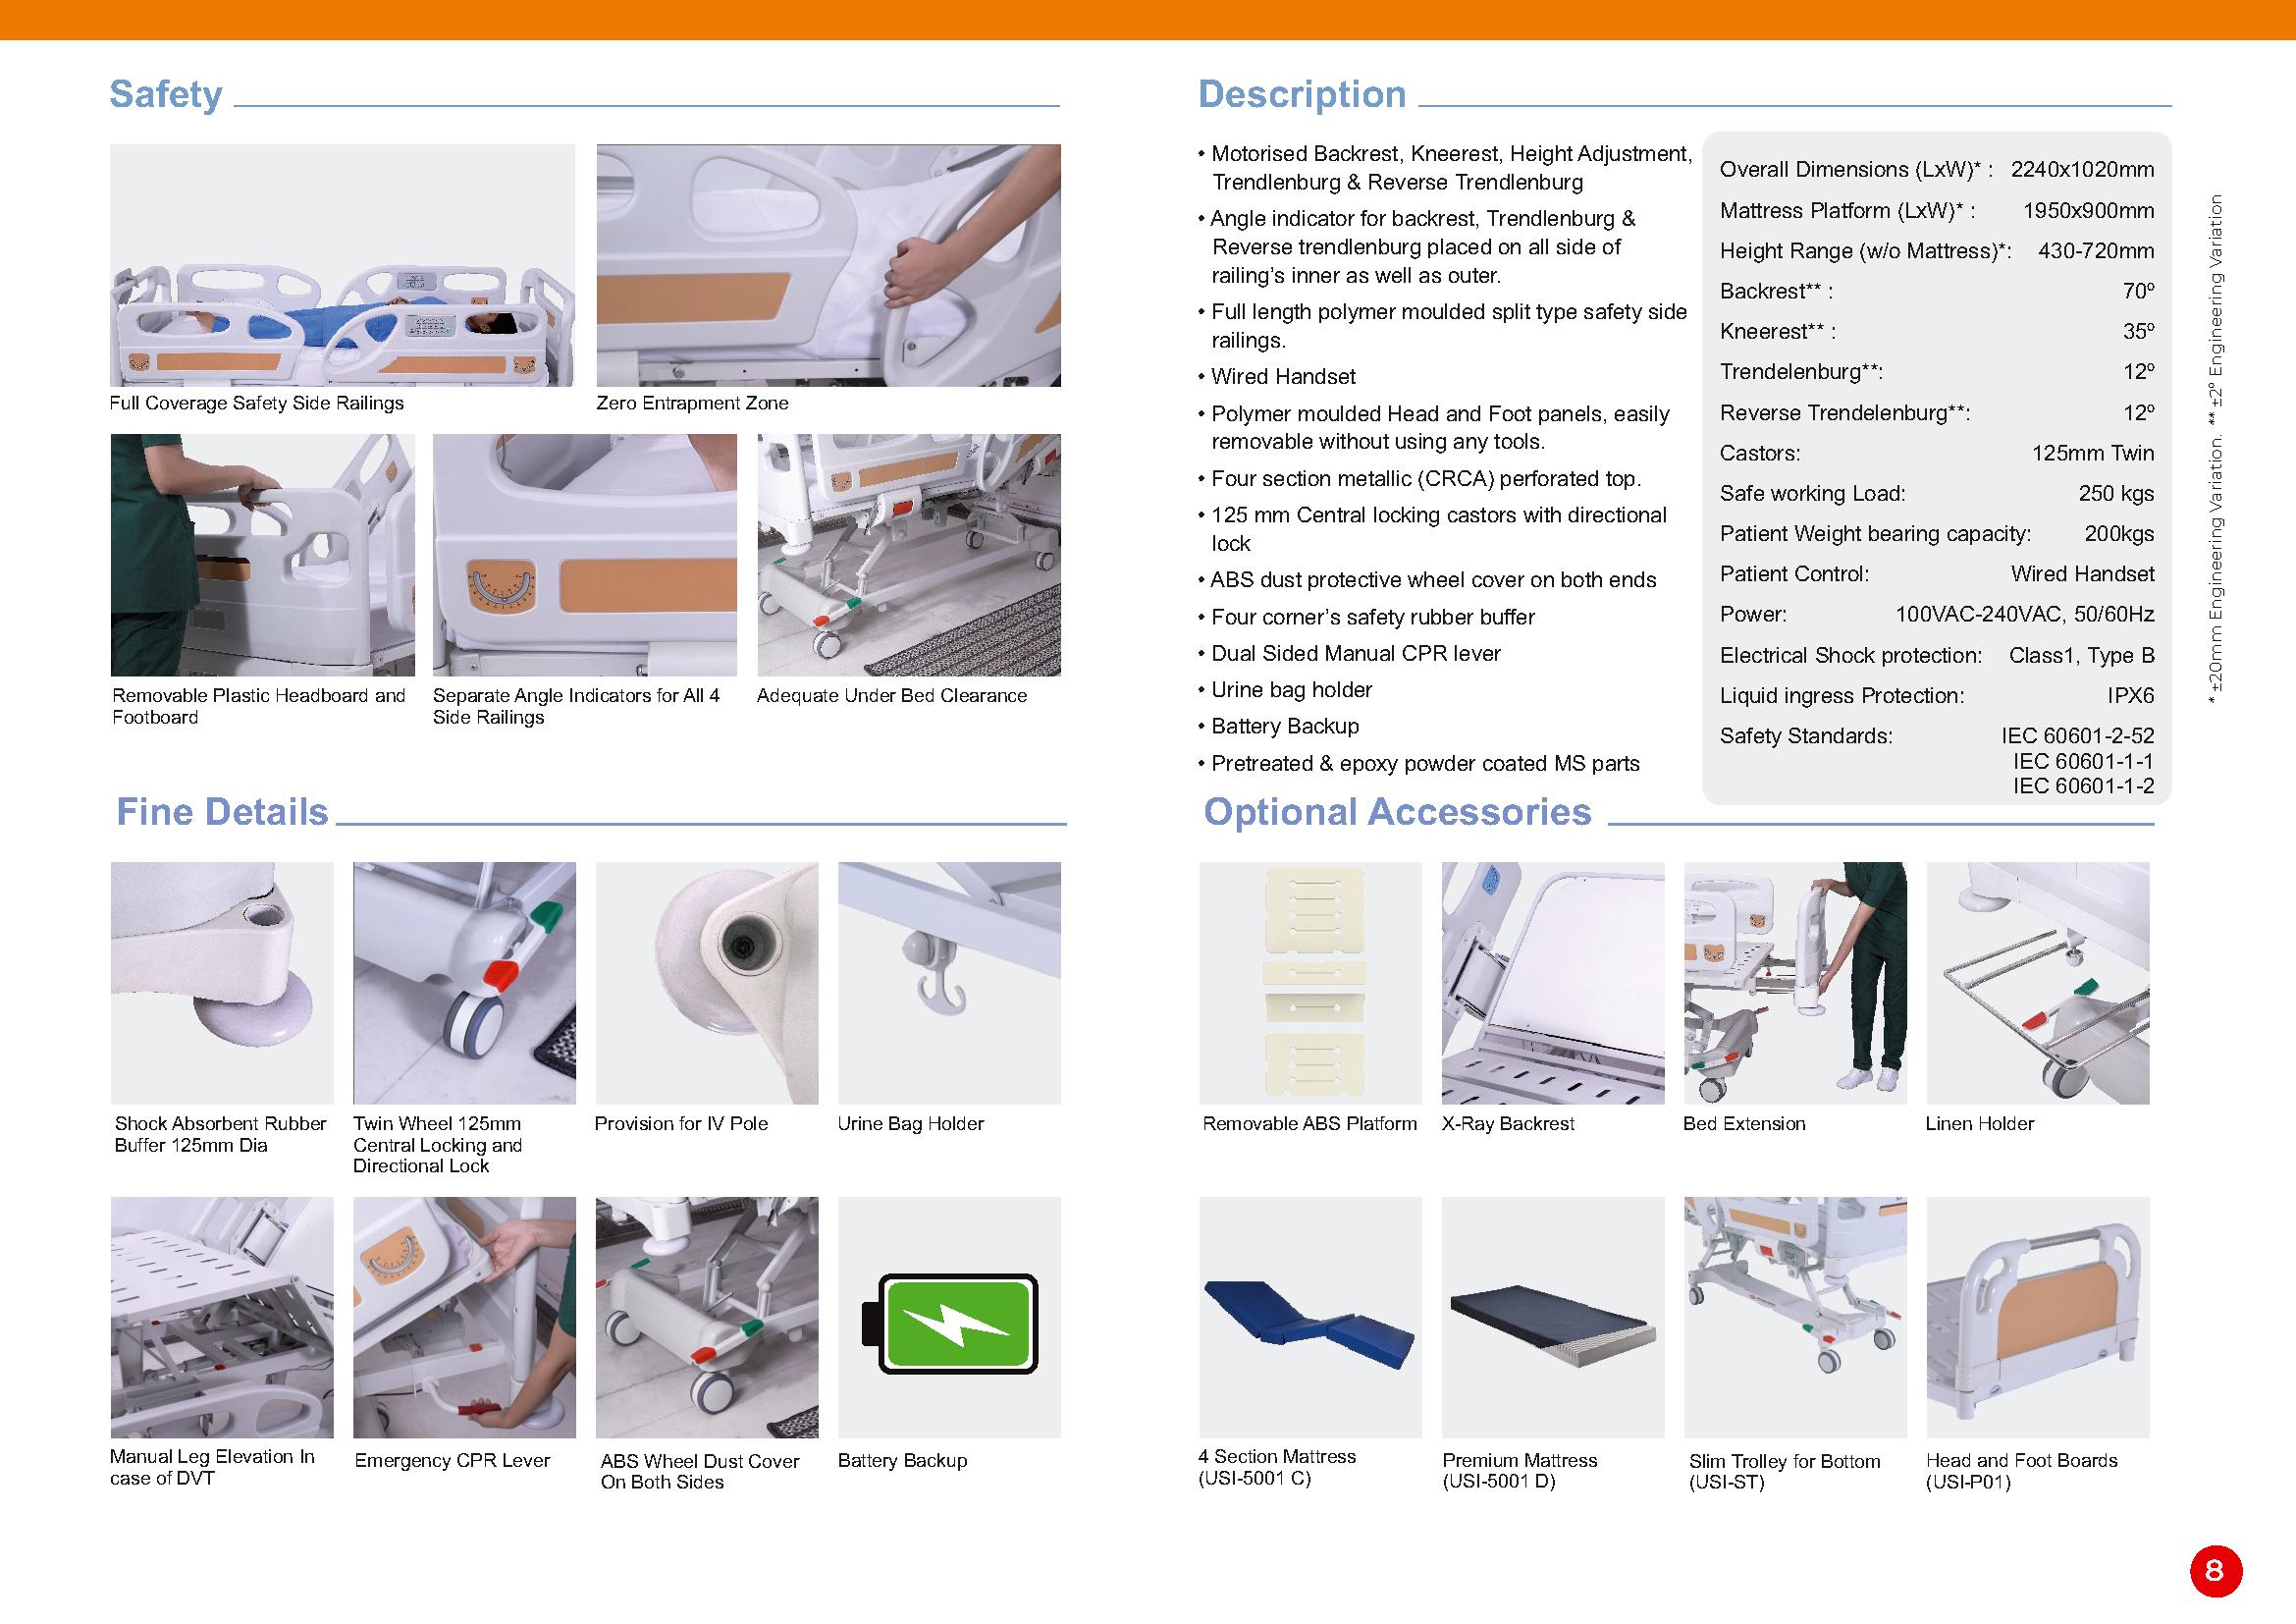 Safety
Full Coverage Safety Side Railings
Zero Entrapment Zone
Removable Plastic Headboard and
Footboard
Separate Angle Indicators for All 4
Side Railings
Adequate Under Bed Clearance
Fine Details
Shock Absorbent Rubber
Buffer 125mm Dia
Twin Wheel 125mm
Central Locking and
Directional Lock
Provision for IV Pole
Urine Bag Holder
Manual Leg Elevation In
case of DVT
Emergency CPR Lever
ABS Wheel Dust Cover
On Both Sides
Battery Backup
Description
• Motorised Backrest, Kneerest, Height Adjustment,
Trendlenburg & Reverse Trendlenburg
• Angle indicator for backrest, Trendlenburg &
Reverse trendlenburg placed on all side of
railing’s inner as well as outer.
• Full length polymer moulded split type safety side
railings.
• Wired Handset
• Polymer moulded Head and Foot panels, easily
removable without using any tools.
• Four section metallic (CRCA) perforated top.
• 125 mm Central locking castors with directional
lock
• ABS dust protective wheel cover on both ends
• Four corner’s safety rubber buffer
• Dual Sided Manual CPR lever
• Urine bag holder
• Battery Backup
• Pretreated & epoxy powder coated MS parts
Overall Dimensions (LxW)* : 2240x1020mm
Mattress Platform (LxW)* : 1950x900mm
Height Range (w/o Mattress)*: 430-720mm
Backrest** : 70º
Kneerest** : 35º
Trendelenburg**: 12º
Reverse Trendelenburg**: 12º
Castors: 125mm Twin
Safe working Load: 250 kgs
Patient Weight bearing capacity: 200kgs
Patient Control: Wired Handset
Power: 100VAC-240VAC, 50/60Hz
Electrical Shock protection: Class1, Type B
Liquid ingress Protection: IPX6
Safety Standards: IEC 60601-2-52
IEC 60601-1-1
IEC 60601-1-2
* ±20mm Engineering Variation. ** ±2º Engineering Variation
Optional Accessories
Removable ABS Platform
X-Ray Backrest
Bed Extension
Linen Holder
4 Section Mattress
(USI-5001 C)
Premium Mattress
(USI-5001 D)
Slim Trolley for Bottom
(USI-ST)
Head and Foot Boards
(USI-P01)
8